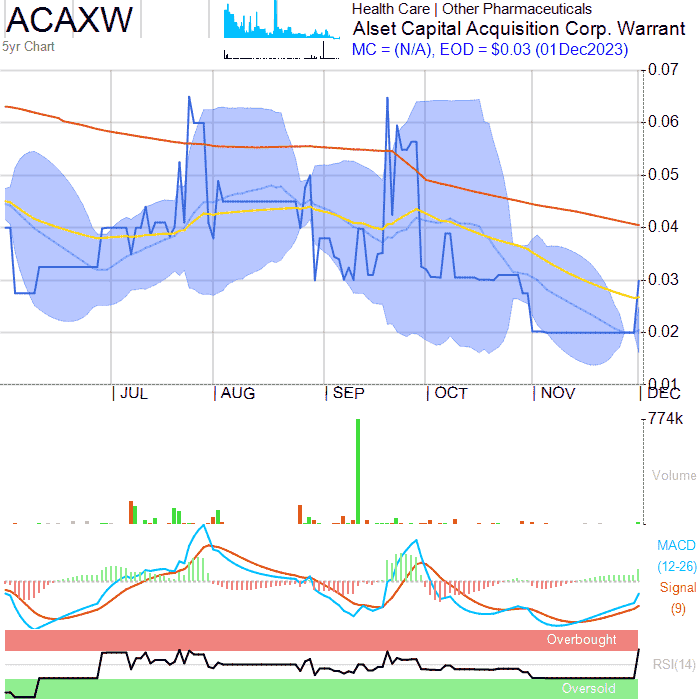 ACAXW
5yr Chart
Health Care | Other Pharmaceuticals
Alset Capital Acquisition Corp. Warrant
MC = (N/A), EOD = $0.03 (01Dec2023)
0.07
0.06
0.05
0.04
0.03
0.02
0.01
| JUL | AUG | SEP | OCT | NOV | DEC
774k
Volume
MACD
(12-26)
Signal
(9)
Overbought
RSI(14)
Oversold